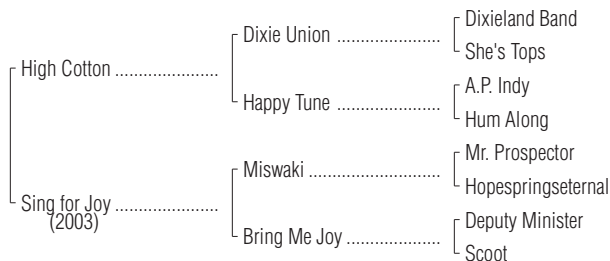 Dixieland Band
Dixie Union ........................
She's Tops
High Cotton ........................
A.P. Indy
Happy Tune ........................
Hum Along
Mr. Prospector
Miswaki ..............................
Hopespringseternal
Sing for Joy ........................
(2003)
Deputy Minister
Bring Me Joy ......................
Scoot